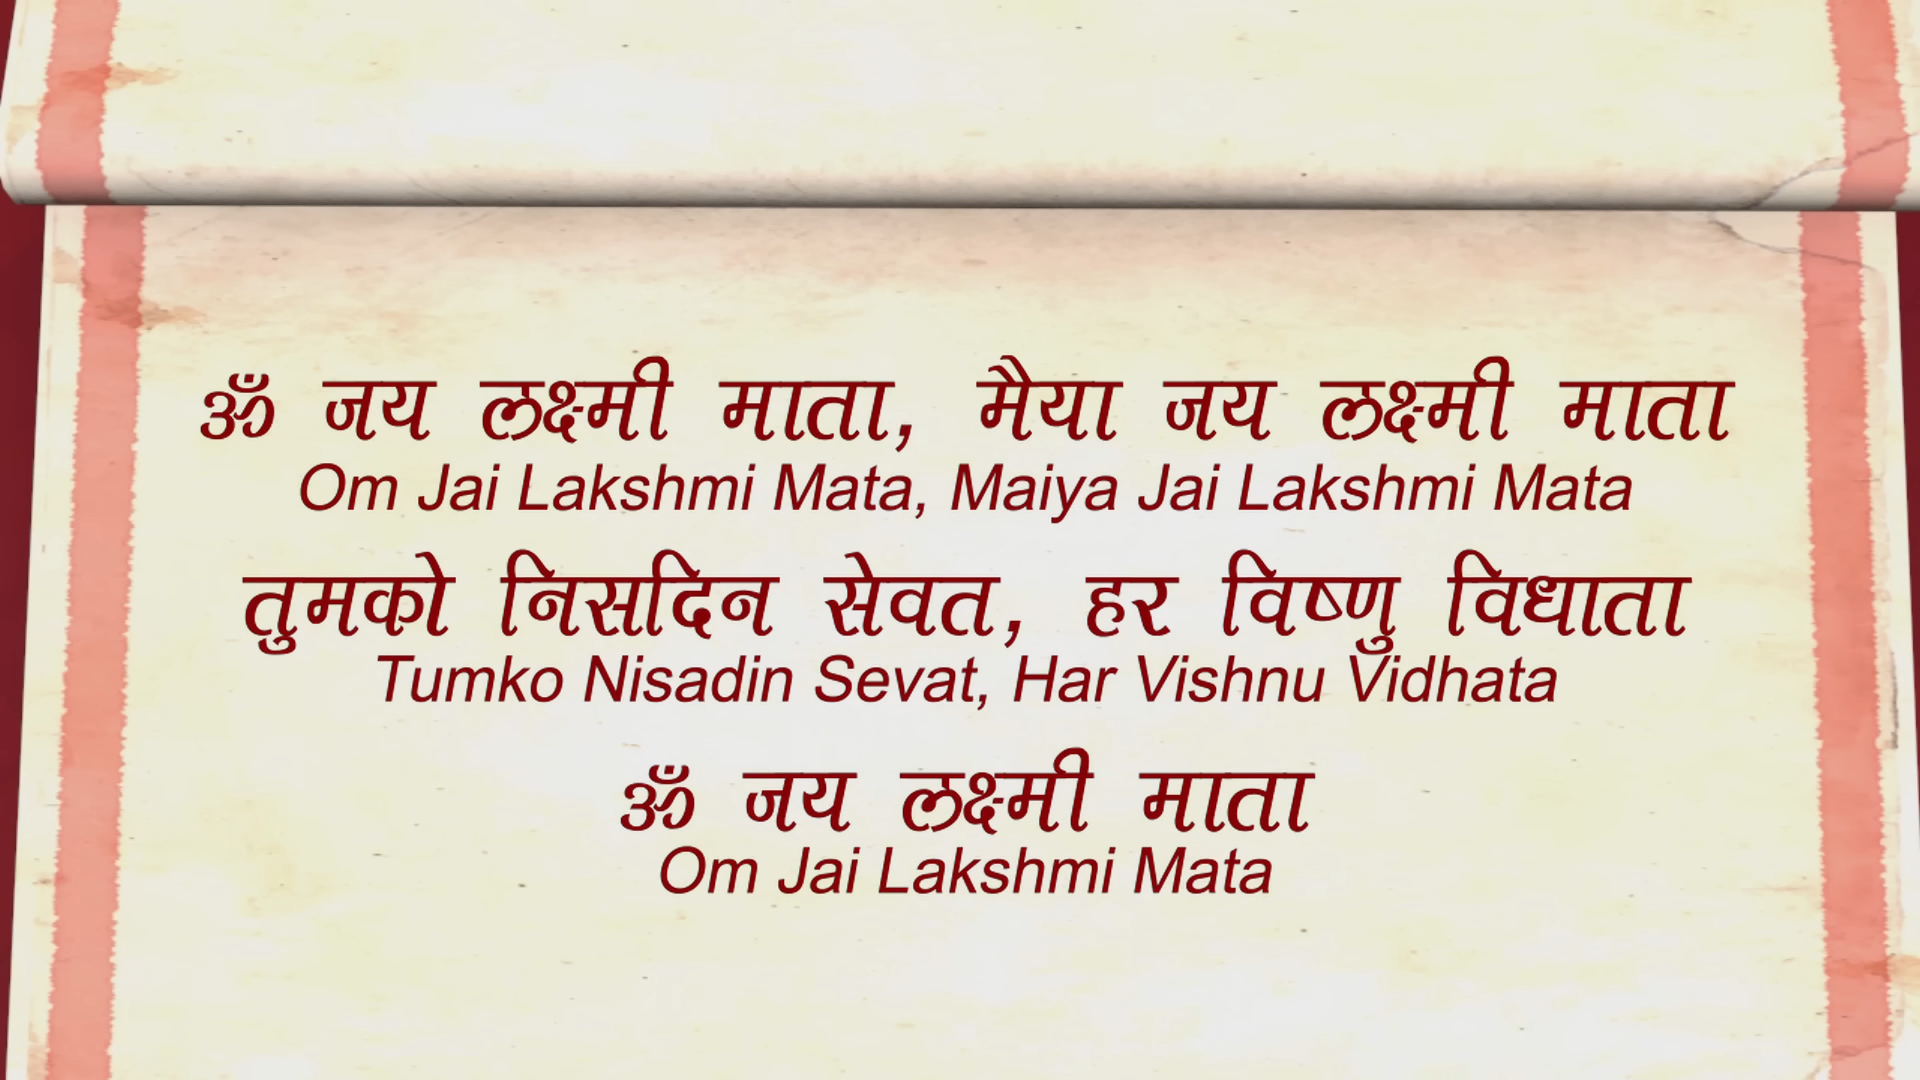 ॐ जय लक्ष्मी माता, मैया जय लक्ष्मी माता
Om Jai Lakshmi Mata, Maiya Jai Lakshmi Mata
तुमको निसदिन सेवत, हर विष्णु विधाता
Tumko Nisadin Sevat, Har Vishnu Vidhata
ॐ जय लक्ष्मी माता
Om Jai Lakshmi Mata